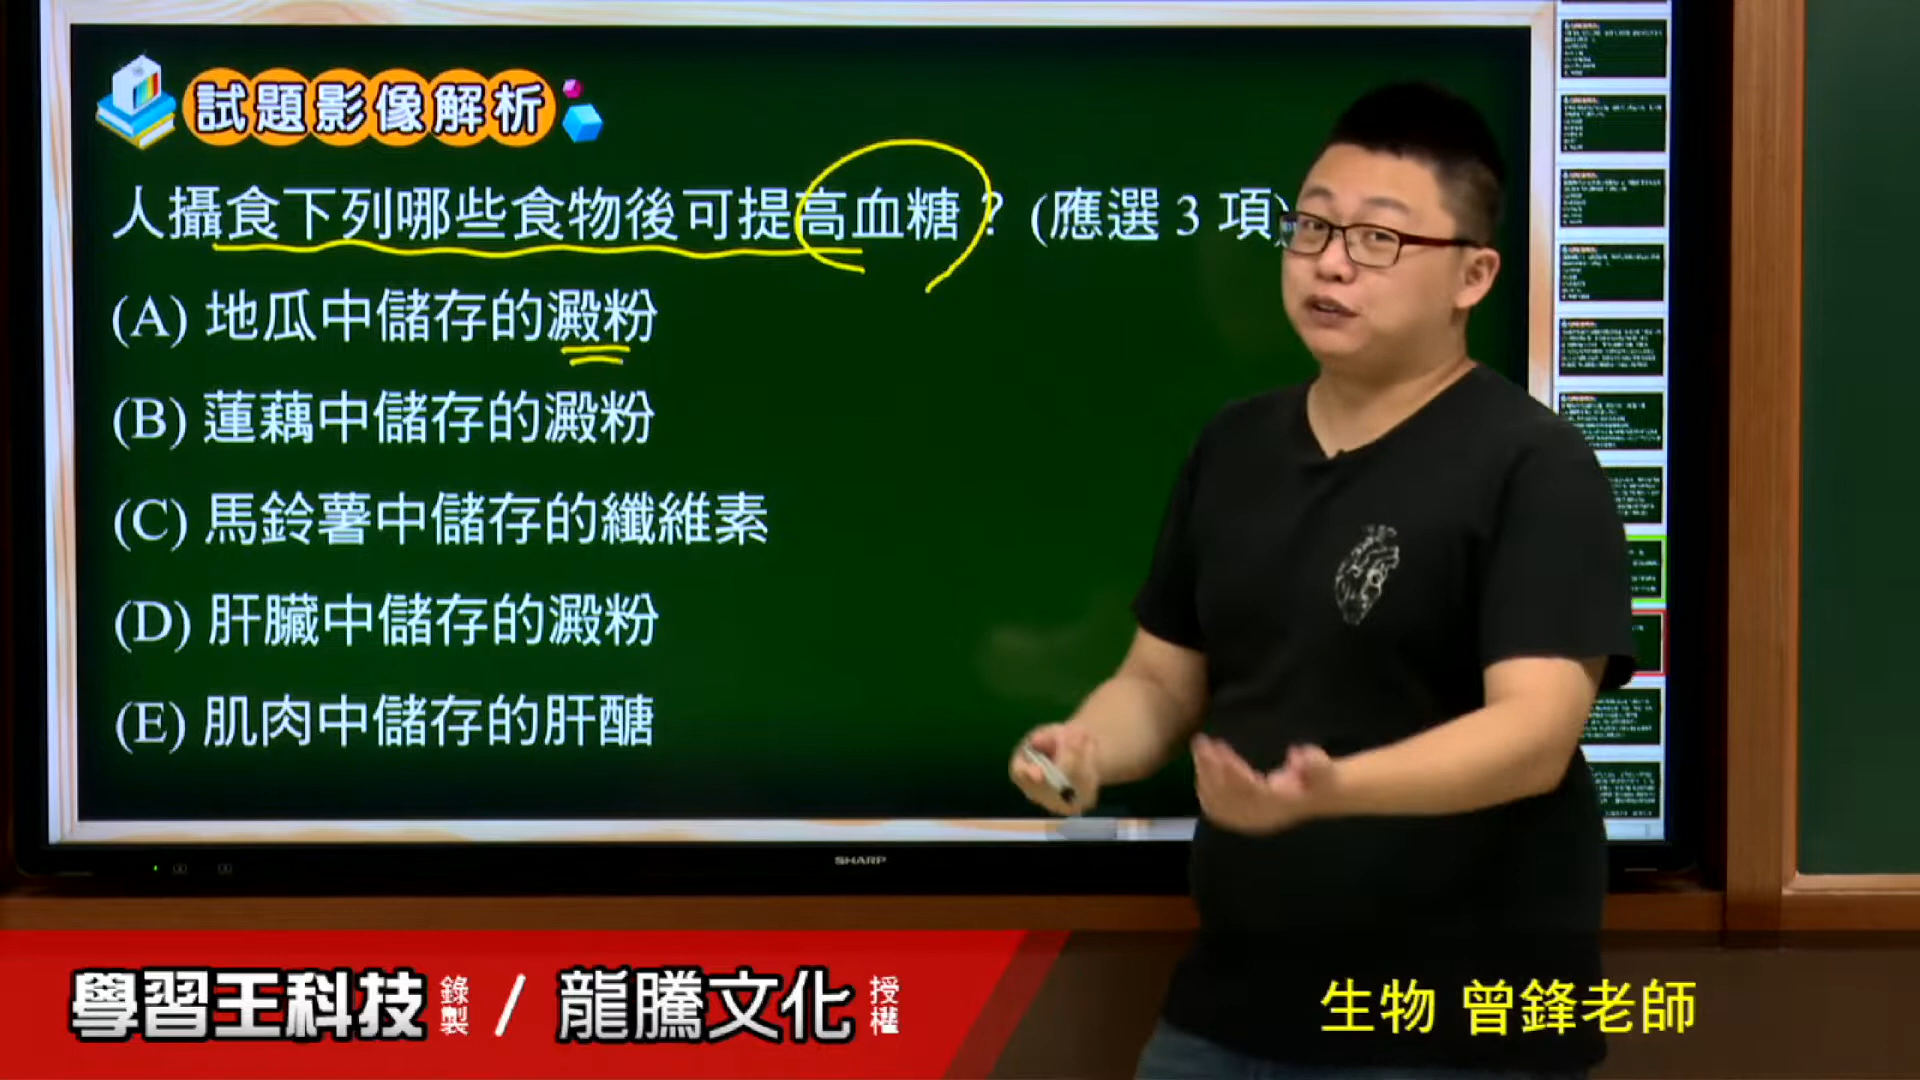 試題影像解析
人攝食下列哪些食物後可提高血糖？(應選 3 項)
(A) 地瓜中儲存的澱粉
(B) 蓮藕中儲存的澱粉
(C) 馬鈴薯中儲存的纖維素
(D) 肝臟中儲存的澱粉
(E) 肌肉中儲存的肝醣
SHARP
學習王科技 錄製 / 龍騰文化 授權
生物 曾鋒老師